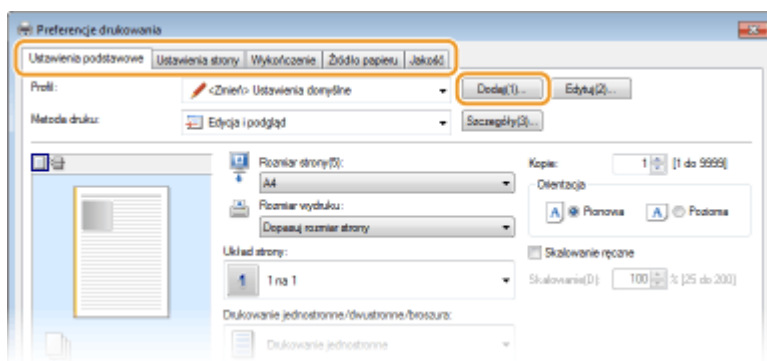 Preferencje drukowania
Ustawienia podstawowe Ustawienia strony Wykończenie Źródło papieru Jakość
Profil: <Zmień> Ustawienia domyślne Dodaj(1)... Edytuj(2)...
Metoda druku: Edycja i podgląd Szczegóły(3)...
Rozmiar strony(5): Kopie: 1 [1 do 9999]
A4 Orientacja
Rozmiar wydruku: A Pionowa A Pozioma
Dopasuj rozmiar strony
Układ strony: Skalowanie ręczne
1 1 na 1 Skalowanie(D): 100 % [25 do 200]
Drukowanie jednostronne/dwustronne/broszura:
Drukowanie jednostronne